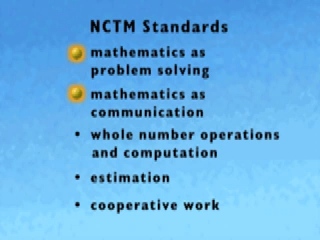 NCTM Standards
mathematics as
problem solving
mathematics as
communication
• whole number operations
and computation
• estimation
• cooperative work